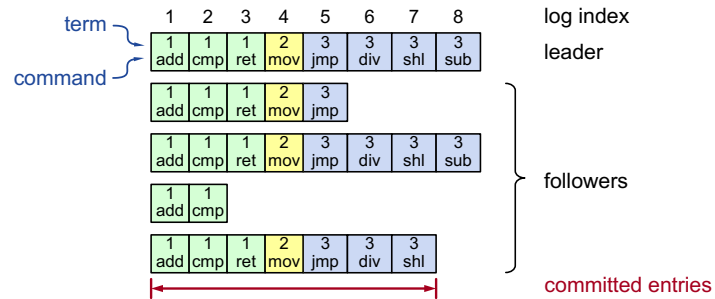 1 2 3 4 5 6 7 8 log index
term
1 1 1 2 3 3 3 3 leader
command add cmp ret mov jmp div shl sub
1 1 1 2 3
add cmp ret mov jmp
1 1 1 2 3 3 3 3
add cmp ret mov jmp div shl sub
followers
1 1
add cmp
1 1 1 2 3 3 3
add cmp ret mov jmp div shl
committed entries